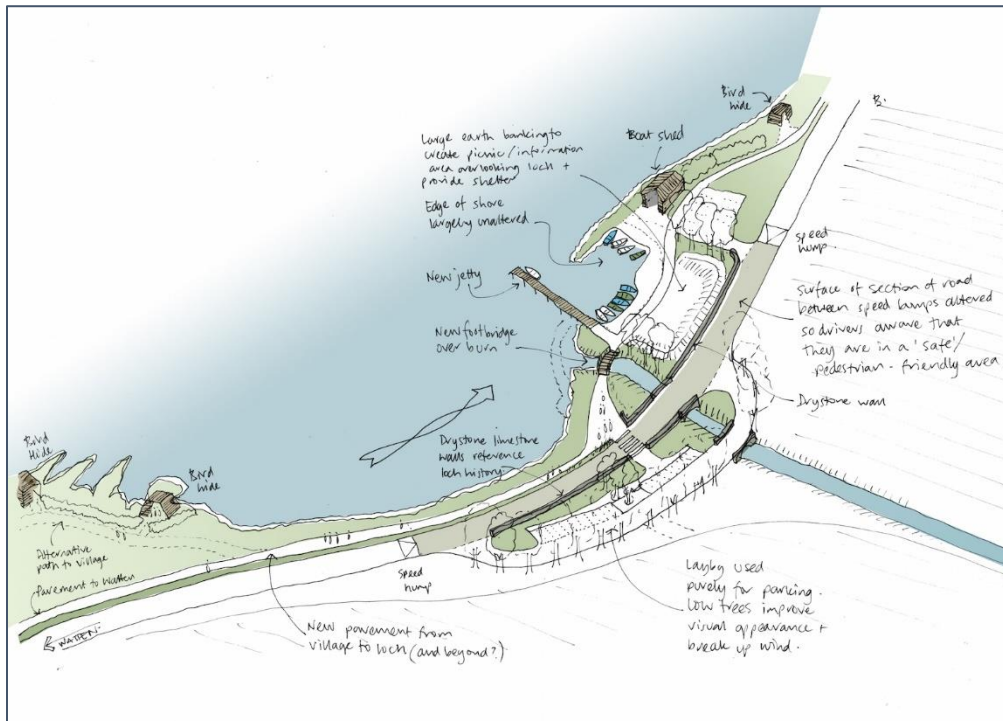 Bird
hide
B.
Boat shed
Large earth banking to
create picnic/information
area overlooking loch +
provide shelter
Edge of shore
largely unaltered
New jetty
New footbridge
over burn
speed
hump
Surface of section of road
between speed bumps altered
so drivers aware that
they are in a 'safe'/
pedestrian-friendly area
Drystone wall
Drystone limestone
walls reference
loch history
Bird
Hide
Bird
hide
Alternative
path to village
Pavement to Watten
WATTEN.
speed
hump
New pavement from
village to loch (and beyond?)
Layby used
purely for parking.
Low trees improve
visual appearance +
break up wind.